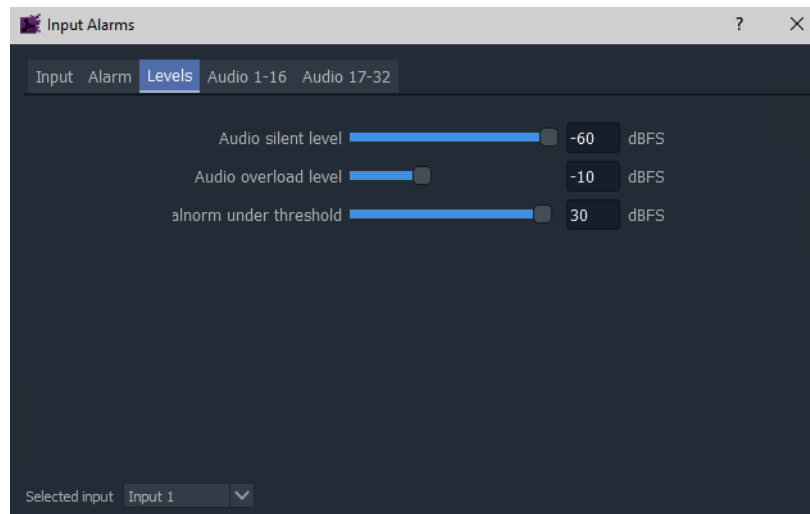 Input Alarms ?
Input Alarm Levels Audio 1-16 Audio 17-32
Audio silent level -60 dBFS
Audio overload level -10 dBFS
alnorm under threshold 30 dBFS
Selected input Input 1